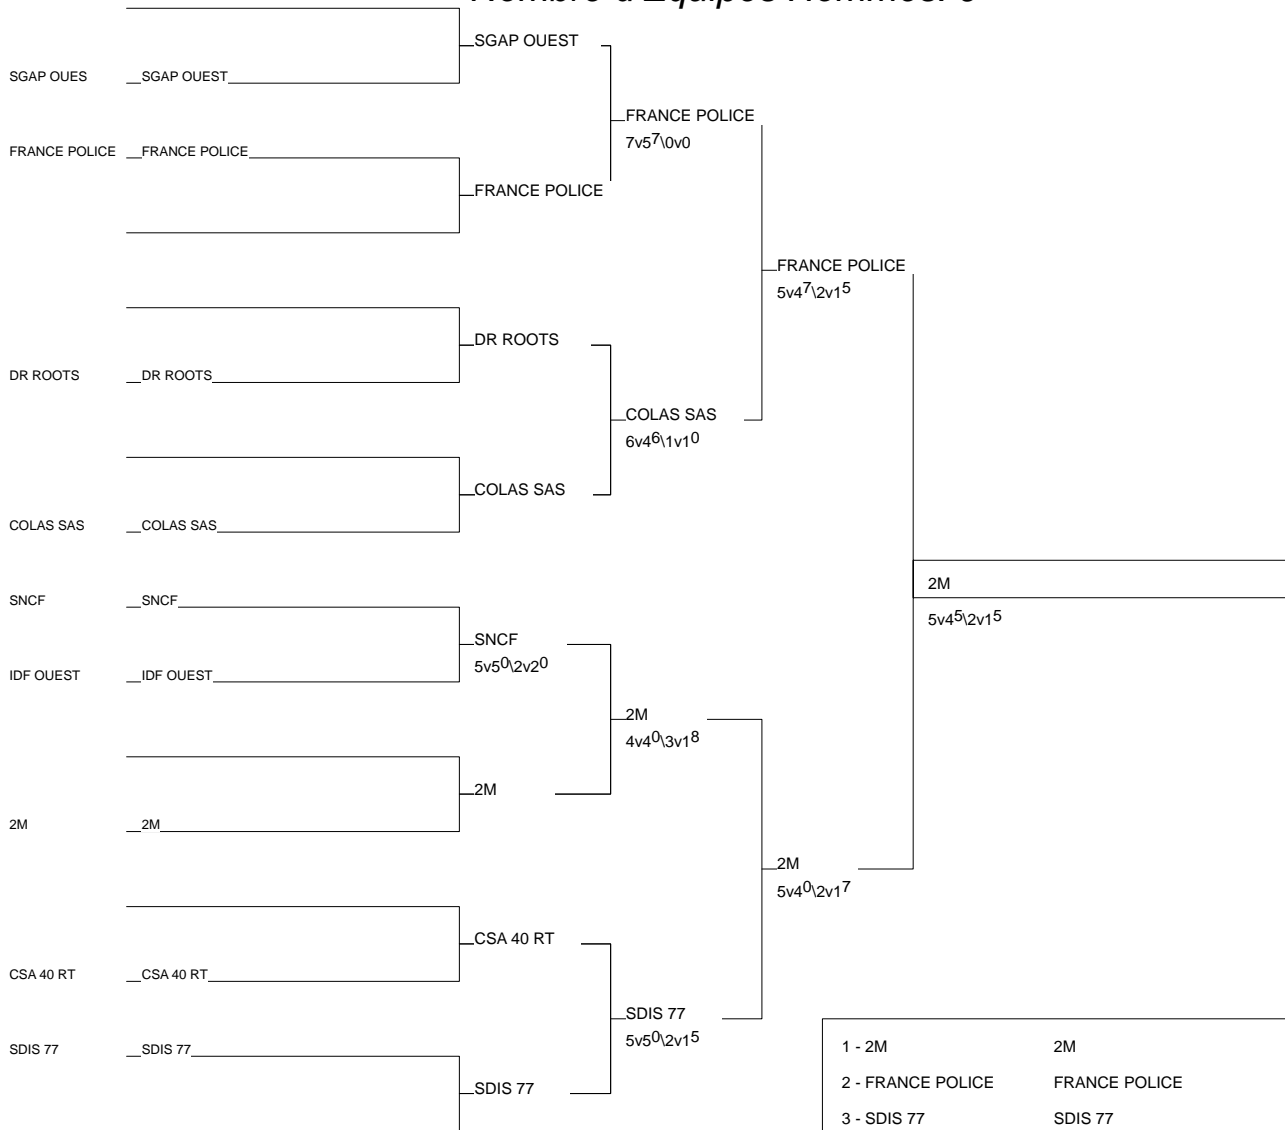 SGAP OUEST
SGAP OUES SGAP OUEST
FRANCE POLICE
7v57\0v0
FRANCE POLICE FRANCE POLICE
FRANCE POLICE
FRANCE POLICE
5v47\2v15
DR ROOTS
DR ROOTS DR ROOTS
COLAS SAS
6v46\1v10
COLAS SAS
COLAS SAS COLAS SAS
2M
5v45\2v15
SNCF SNCF
SNCF
5v50\2v20
IDF OUEST IDF OUEST
2M
4v40\3v18
2M
2M 2M
2M
5v40\2v17
CSA 40 RT
CSA 40 RT CSA 40 RT
SDIS 77
5v50\2v15
SDIS 77 SDIS 77
SDIS 77
1 - 2M 2M
2 - FRANCE POLICE FRANCE POLICE
3 - SDIS 77 SDIS 77